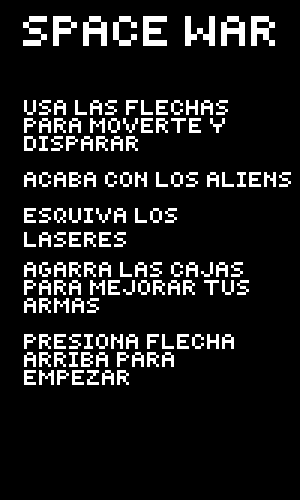 SPACE WAR
USA LAS FLECHAS
PARA MOVERTE Y
DISPARAR
ACABA CON LOS ALIENS
ESQUIVA LOS
LASERES
AGARRA LAS CAJAS
PARA MEJORAR TUS
ARMAS
PRESIONA FLECHA
ARRIBA PARA
EMPEZAR